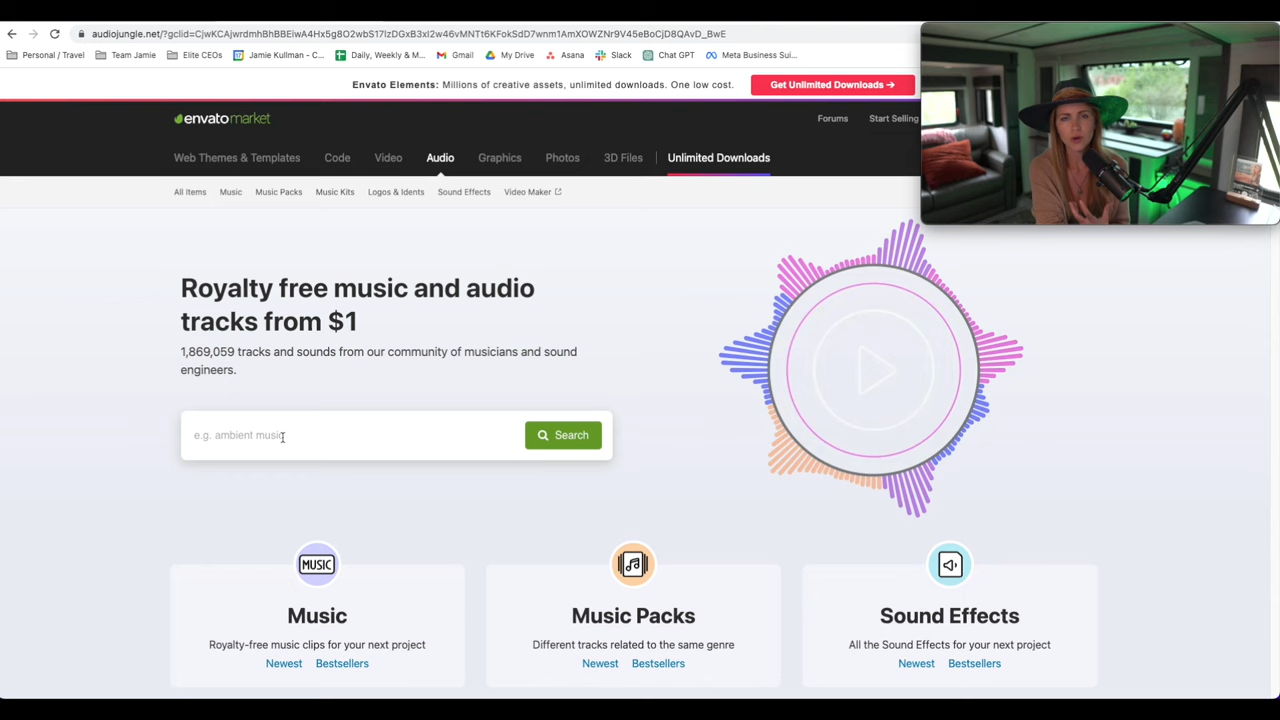 audiojungle.net/?gclid=CjwKCAjwrdmhBhBBEiwA4Hx5g8O2wbS17IzDGxB3xI2w46vMNTt6KFokSdD7wnm1AmXOWZNr9V45eBoCjD8QAvD_BwE
Personal / Travel
Team Jamie
Elite CEOs
Jamie Kullman - C...
Daily, Weekly & M...
Gmail
My Drive
Asana
Slack
Chat GPT
Meta Business Sui...
Envato Elements: Millions of creative assets, unlimited downloads. One low cost.
Get Unlimited Downloads →
envatomarket
Forums
Start Selling
Web Themes & Templates
Code
Video
Audio
Graphics
Photos
3D Files
Unlimited Downloads
All Items
Music
Music Packs
Music Kits
Logos & Idents
Sound Effects
Video Maker
Royalty free music and audio
tracks from $1
1,869,059 tracks and sounds from our community of musicians and sound
engineers.
e.g. ambient music
Search
MUSIC
Music
Royalty-free music clips for your next project
Newest
Bestsellers
Music Packs
Different tracks related to the same genre
Newest
Bestsellers
Sound Effects
All the Sound Effects for your next project
Newest
Bestsellers